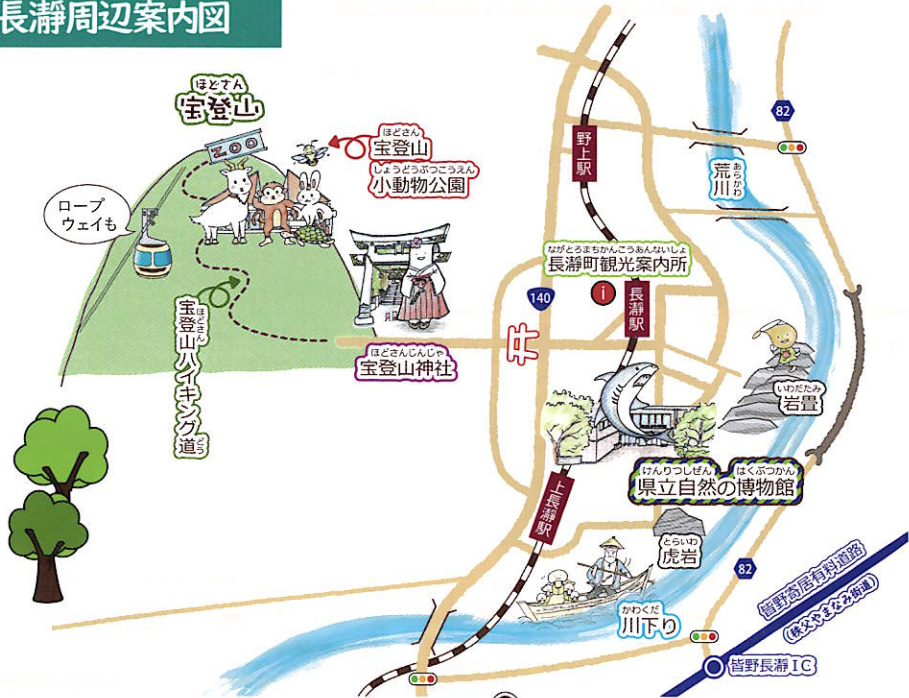 長瀞周辺案内図
ほどさん
宝登山
ZOO
ほどさん
宝登山
しょうどうぶつこうえん
小動物公園
ロープ
ウェイも
宝登山ハイキング道
ほどさん
どう
ほどさんじんじゃ
宝登山神社
野上駅
82
荒川
あらかわ
ながとろまちかんこうあんないしょ
長瀞町観光案内所
i
長瀞駅
140
いわだたみ
岩畳
けんりつしぜん はくぶつかん
県立自然の博物館
上長瀞駅
とらいわ
虎岩
かわくだ
川下り
82
皆野寄居有料道路
(秩父やまなみ街道)
皆野長瀞IC